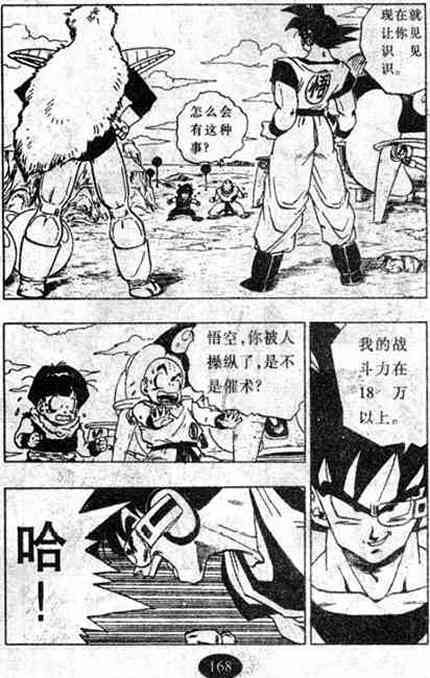 现在就
让你见
识见
识。
怎么会
有这种
事?
悟
我的战
斗力在
18 万
以上。
悟空,你被人
操纵了,是不
是催术?
哈!
168